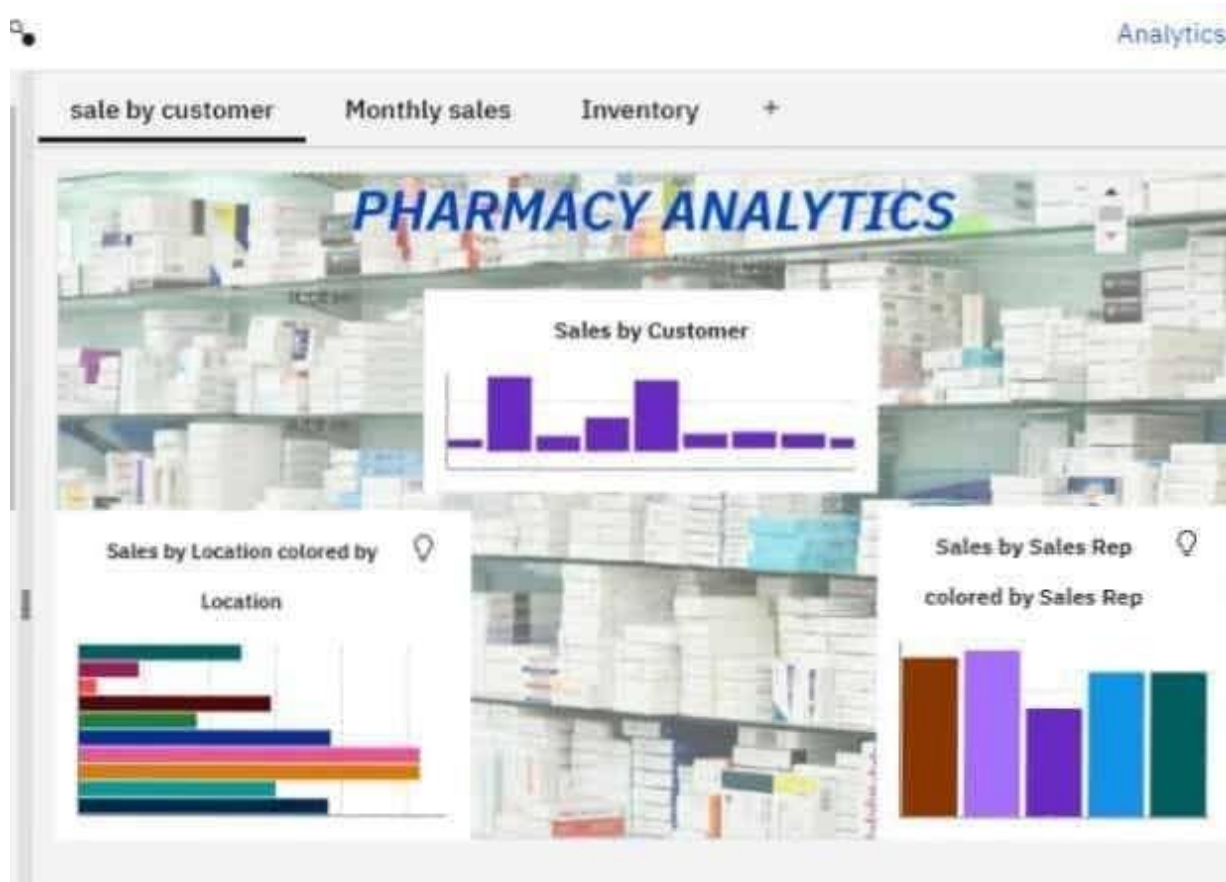 Analytics
sale by customer Monthly sales Inventory +
PHARMACY ANALYTICS
Sales by Customer
Sales by Location colored by
Location
Sales by Sales Rep
colored by Sales Rep